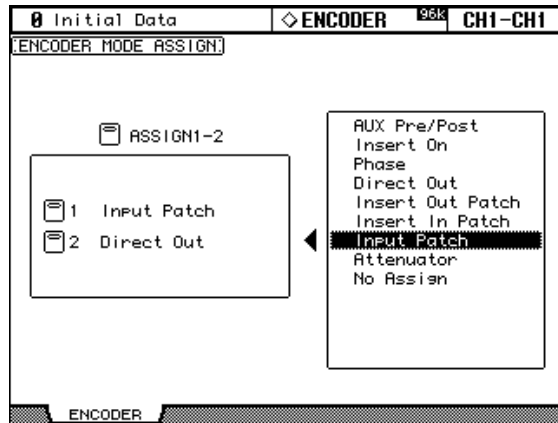 0 Initial Data
◇ENCODER 96K CH1-CH1
ENCODER MODE ASSIGN
ASSIGN1-2
1 Input Patch
2 Direct Out
AUX Pre/Post
Insert On
Phase
Direct Out
Insert Out Patch
Insert In Patch
Input Patch
Attenuator
No Assign
ENCODER